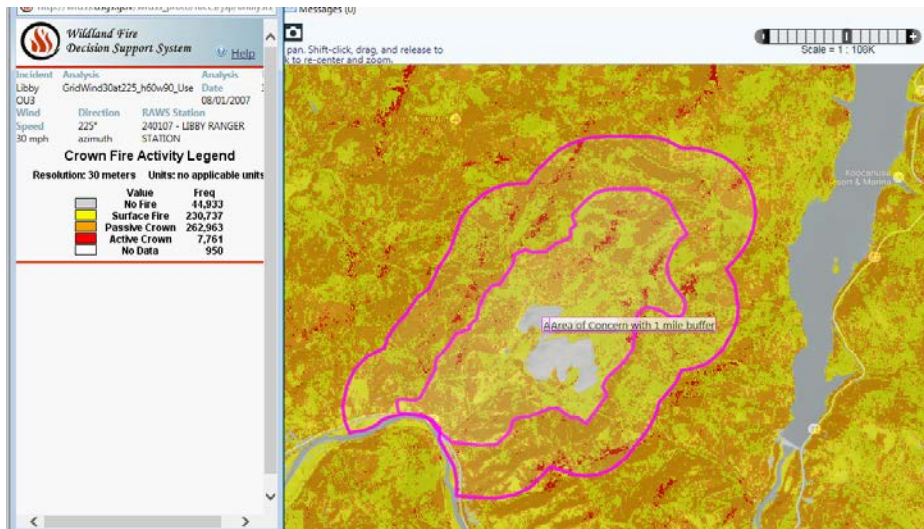 Messages (0)
Wildland Fire
Decision Support System
Help
pan. Shift-click, drag, and release to
k to re-center and zoom.
Scale = 1 : 108K
Incident Analysis Analysis
Libby GridWind30at225_h60w90_Use Date
OU3 08/01/2007
Wind Direction RAWS Station
Speed 225° 240107 - LIBBY RANGER
30 mph azimuth STATION
Crown Fire Activity Legend
Resolution: 30 meters Units: no applicable units
Value Freq
No Fire 44,933
Surface Fire 230,737
Passive Crown 262,963
Active Crown 7,761
No Data 950
Koocanusa
Resort & Marina
Area of Concern with 1 mile buffer